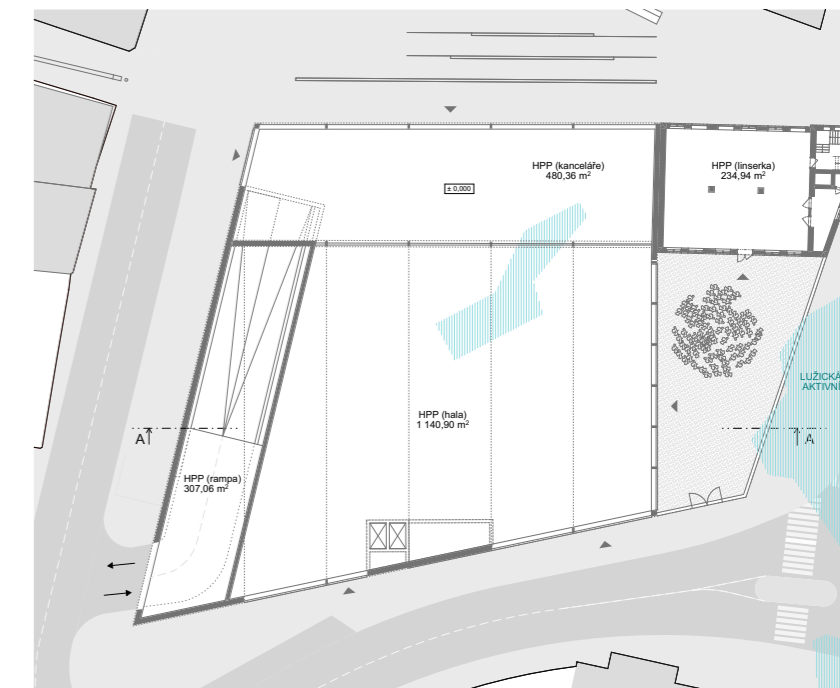 HPP (kanceláře)
480,36 m²
HPP (linserka)
234,94 m²
± 0,000
LUŽICKÁ
AKTIVNÍ
HPP (hala)
1 140,90 m²
A
A
HPP (rampa)
307,06 m²